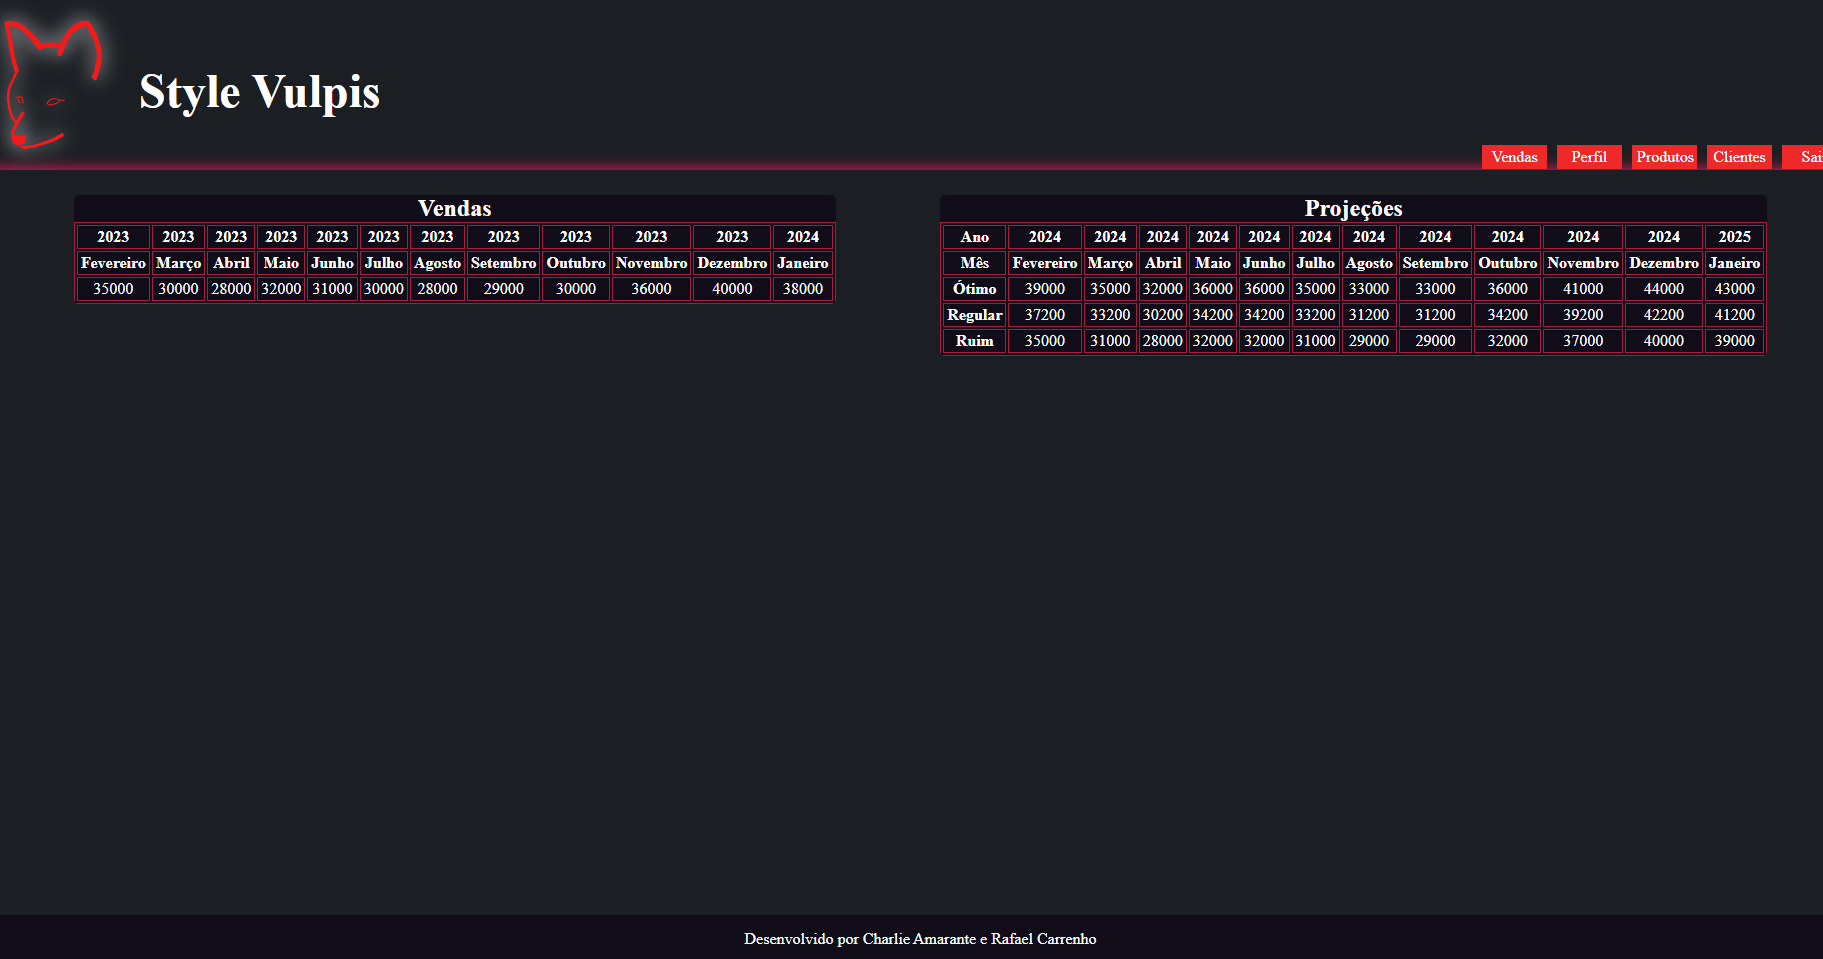 Style Vulpis
Vendas Perfil Produtos Clientes Sair
Vendas
2023 2023 2023 2023 2023 2023 2023 2023 2023 2023 2023 2024
Fevereiro Março Abril Maio Junho Julho Agosto Setembro Outubro Novembro Dezembro Janeiro
35000 30000 28000 32000 31000 30000 28000 29000 30000 36000 40000 38000
Projeções
Ano 2024 2024 2024 2024 2024 2024 2024 2024 2024 2024 2024 2025
Mês Fevereiro Março Abril Maio Junho Julho Agosto Setembro Outubro Novembro Dezembro Janeiro
Ótimo 39000 35000 32000 36000 36000 35000 33000 33000 36000 41000 44000 43000
Regular 37200 33200 30200 34200 34200 33200 31200 31200 34200 39200 42200 41200
Ruim 35000 31000 28000 32000 32000 31000 29000 29000 32000 37000 40000 39000
Desenvolvido por Charlie Amarante e Rafael Carrenho